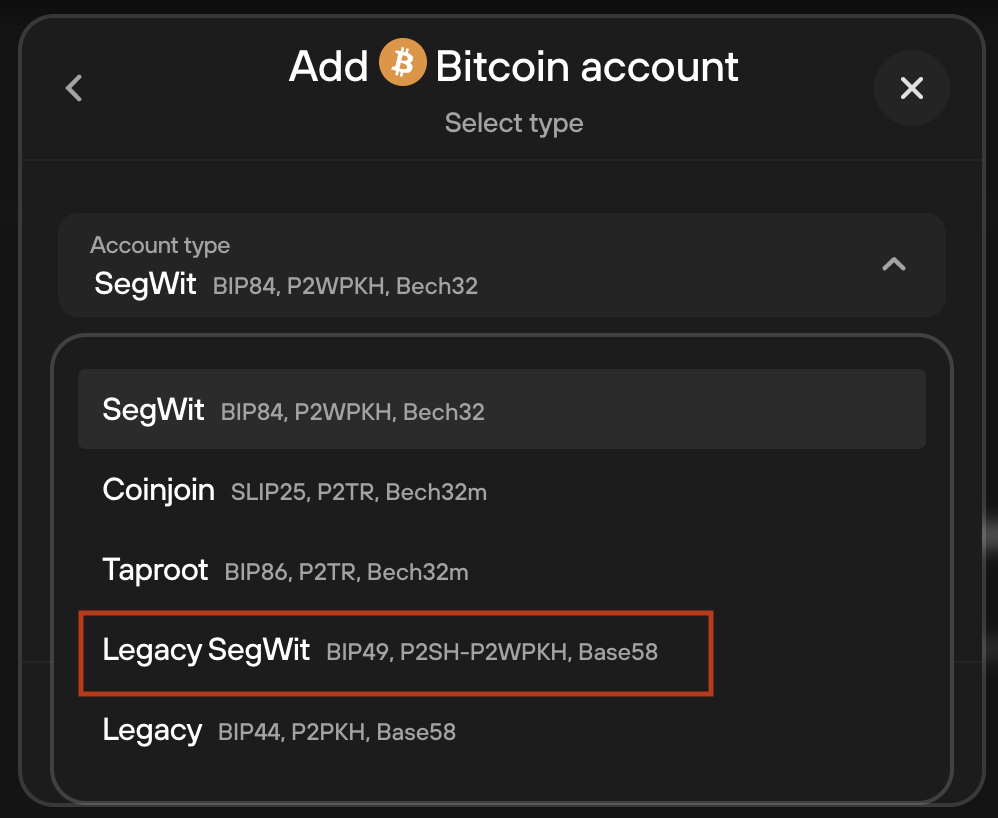 Add Bitcoin account
Select type
Account type
SegWit BIP84, P2WPKH, Bech32
SegWit BIP84, P2WPKH, Bech32
Coinjoin SLIP25, P2TR, Bech32m
Taproot BIP86, P2TR, Bech32m
Legacy SegWit BIP49, P2SH-P2WPKH, Base58
Legacy BIP44, P2PKH, Base58